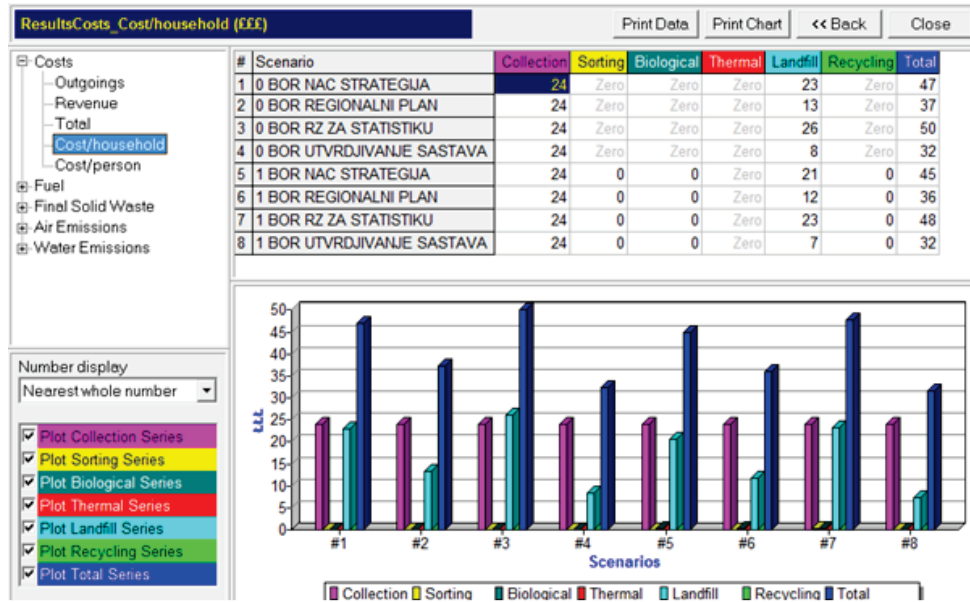 ResultsCosts_Cost/household (£££)
Print Data Print Chart << Back Close
Costs
Outgoings
Revenue
Total
Cost/household
Cost/person
Fuel
Final Solid Waste
Air Emissions
Water Emissions
# Scenario Collection Sorting Biological Thermal Landfill Recycling Total
1 0 BOR NAC STRATEGIJA 24 Zero Zero Zero 23 Zero 47
2 0 BOR REGIONALNI PLAN 24 Zero Zero Zero 13 Zero 37
3 0 BOR RZ ZA STATISTIKU 24 Zero Zero Zero 26 Zero 50
4 0 BOR UTVRDJIVANJE SASTAVA 24 Zero Zero Zero 8 Zero 32
5 1 BOR NAC STRATEGIJA 24 0 0 Zero 21 0 45
6 1 BOR REGIONALNI PLAN 24 0 0 Zero 12 0 36
7 1 BOR RZ ZA STATISTIKU 24 0 0 Zero 23 0 48
8 1 BOR UTVRDJIVANJE SASTAVA 24 0 0 Zero 7 0 32
Number display
Nearest whole number
Plot Collection Series
Plot Sorting Series
Plot Biological Series
Plot Thermal Series
Plot Landfill Series
Plot Recycling Series
Plot Total Series
50
45
40
35
30
25
20
15
10
5
0
£££
#1 #2 #3 #4 #5 #6 #7 #8
Scenarios
Collection Sorting Biological Thermal Landfill Recycling Total